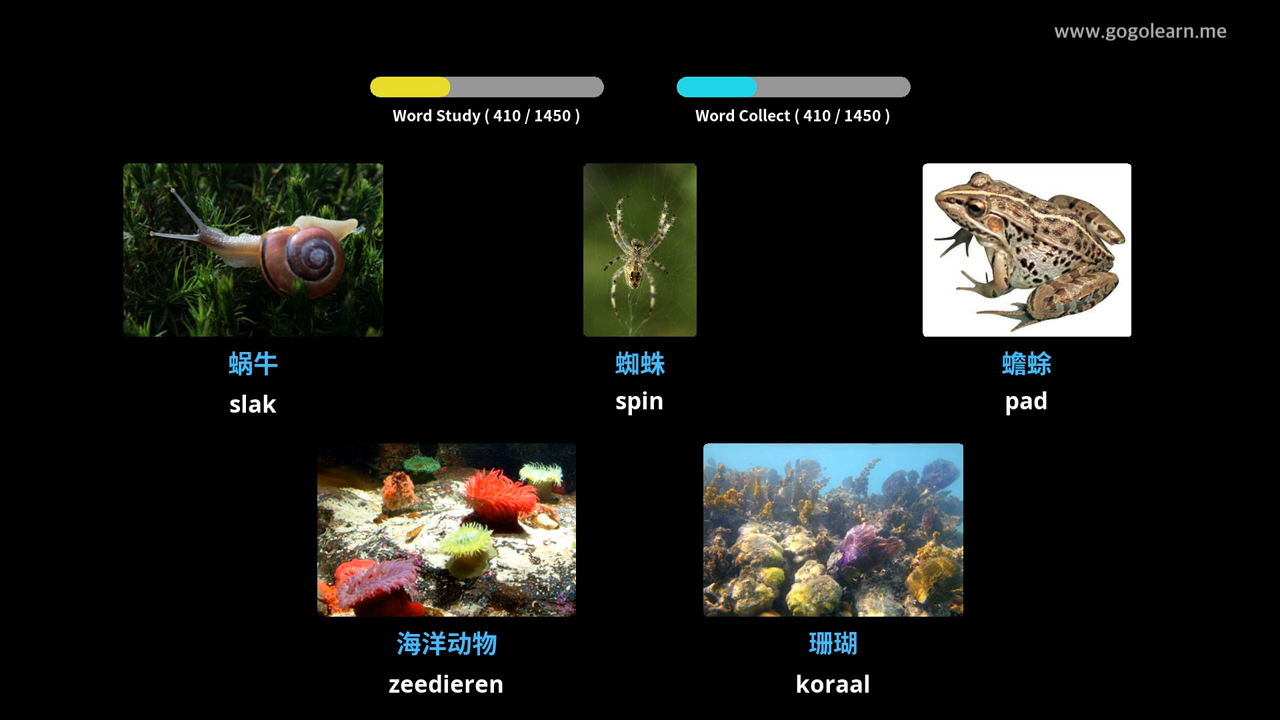 www.gogolearn.me
Word Study ( 410 / 1450 )
Word Collect ( 410 / 1450 )
蜗牛
蜘蛛
蟾蜍
slak
spin
pad
海洋动物
珊瑚
zeedieren
koraal